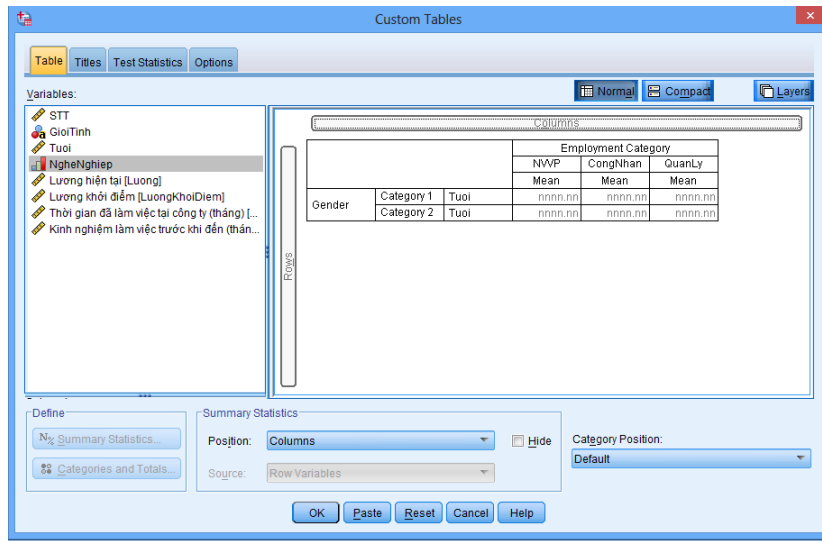 Custom Tables
Table Titles Test Statistics Options
Variables:
Normal Compact Layers
STT
GioiTinh
Tuoi
NgheNghiep
Lương hiện tại [Luong]
Lương khởi điểm [LuongKhoiDiem]
Thời gian đã làm việc tại công ty (tháng) [...
Kinh nghiệm làm việc trước khi đến (thán...
Columns
Rows
Employment Category
NVVP CongNhan QuanLy
Mean Mean Mean
Gender Category 1 Tuoi nnnn.nn nnnn.nn nnnn.nn
Category 2 Tuoi nnnn.nn nnnn.nn nnnn.nn
Define
N% Summary Statistics...
Categories and Totals...
Summary Statistics
Position: Columns Hide
Source: Row Variables
Category Position:
Default
OK Paste Reset Cancel Help